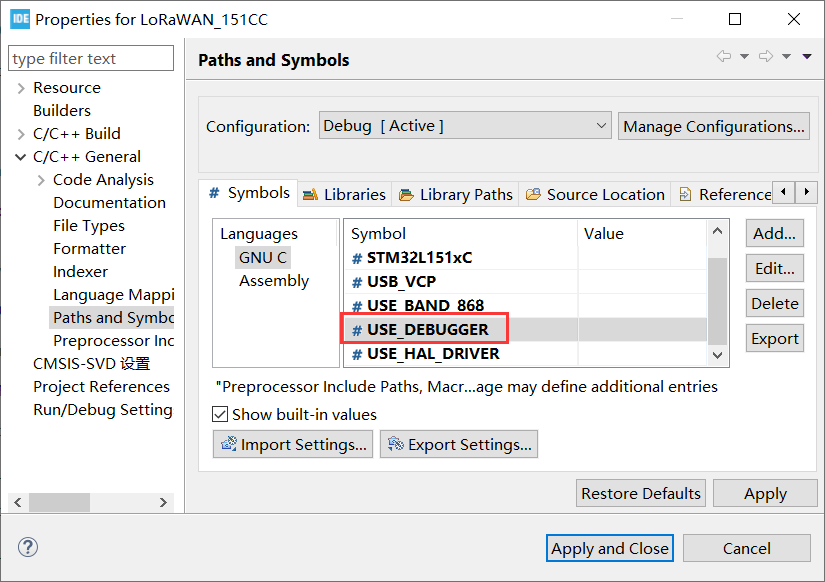 IDE Properties for LoRaWAN_151CC
type filter text
Paths and Symbols
Resource
Builders
C/C++ Build
C/C++ General
Code Analysis
Documentation
File Types
Formatter
Indexer
Language Mappi
Paths and Symbo
Preprocessor Inc
CMSIS-SVD 设置
Project References
Run/Debug Setting
Configuration: Debug [ Active ] Manage Configurations...
# Symbols Libraries Library Paths Source Location Reference
Languages
GNU C
Assembly
Symbol Value
# STM32L151xC
# USB_VCP
# USE_BAND_868
# USE_DEBUGGER
# USE_HAL_DRIVER
Add...
Edit...
Delete
Export
"Preprocessor Include Paths, Macr...age may define additional entries
Show built-in values
Import Settings... Export Settings...
Restore Defaults Apply
? Apply and Close Cancel